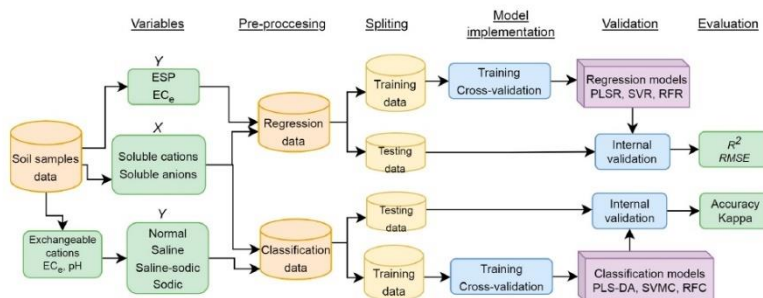 Variables
Pre-proccesing
Spliting
Model
implementation
Validation
Evaluation
Y
ESP
ECe
X
Soluble cations
Soluble anions
Y
Normal
Saline
Saline-sodic
Sodic
Soil samples
data
Exchangeable
cations
ECe, pH
Regression
data
Classification
data
Training
data
Testing
data
Testing
data
Training
data
Training
Cross-validation
Training
Cross-validation
Regression models
PLSR, SVR, RFR
Internal
validation
Internal
validation
Classification models
PLS-DA, SVMC, RFC
R2
RMSE
Accuracy
Kappa